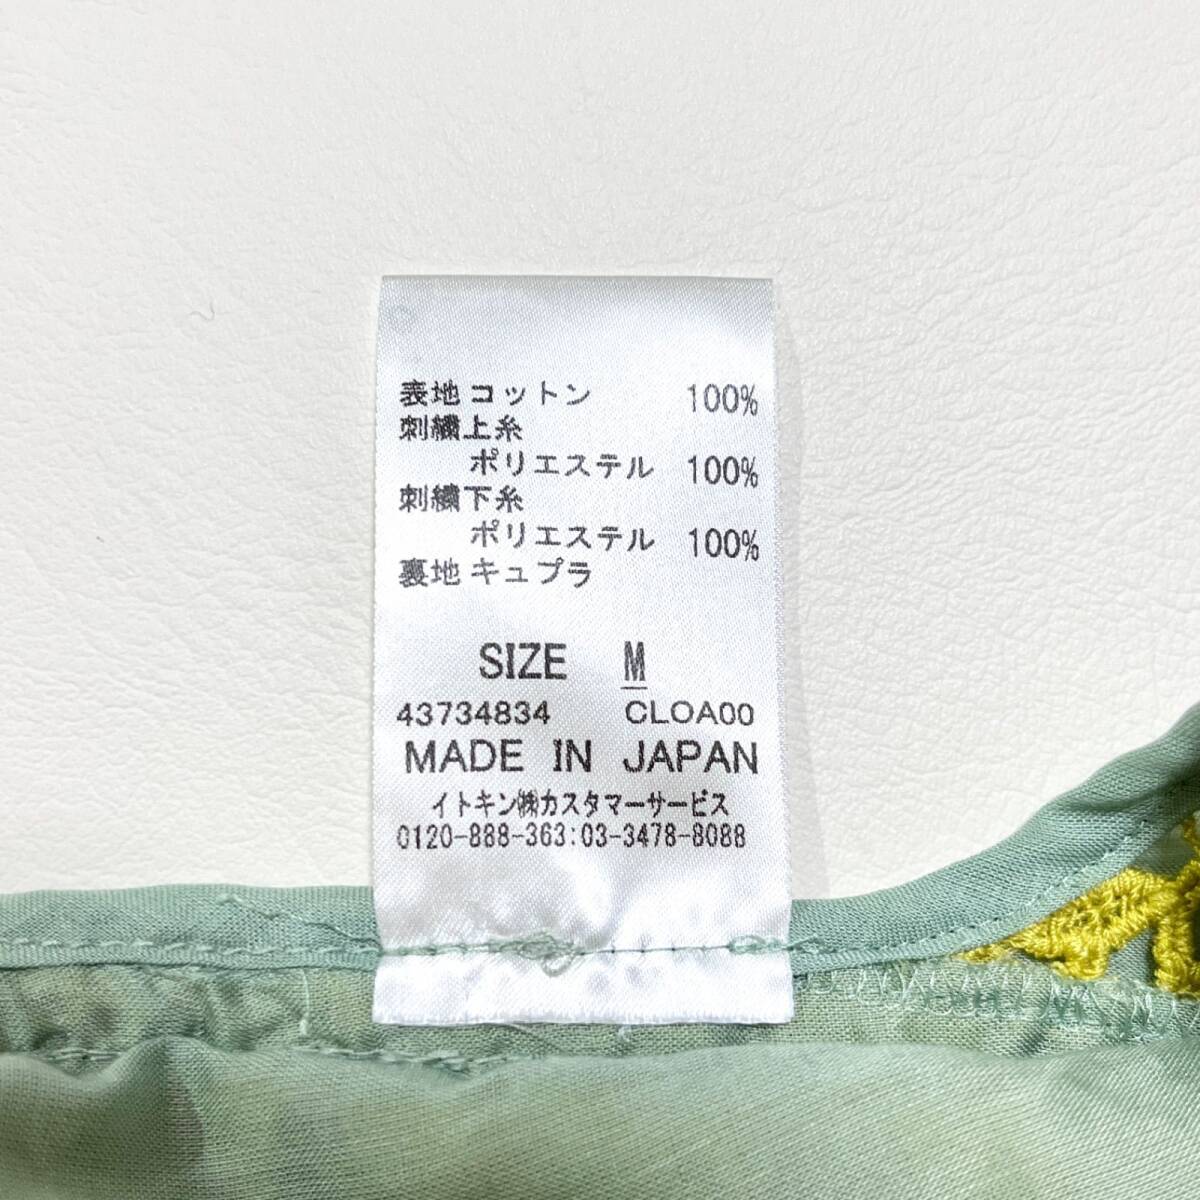 表地 コットン 100%
刺繍上糸
ポリエステル 100%
刺繍下糸
ポリエステル 100%
裏地 キュプラ
SIZE M
43734834 CLOA00
MADE IN JAPAN
イトキン㈱カスタマーサービス
0120-888-363:03-3478-8088